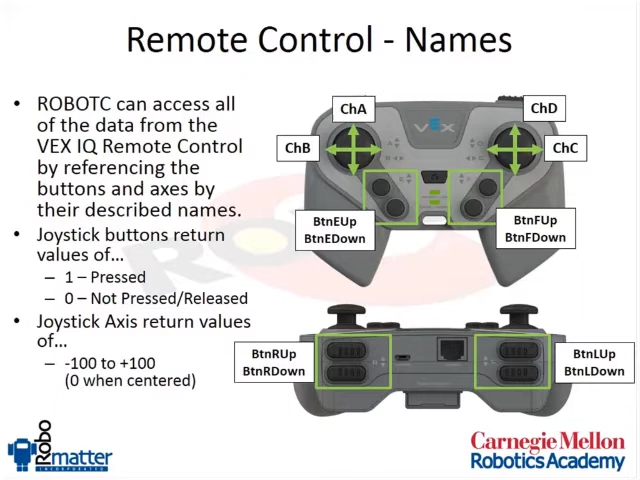 Remote Control - Names
• ROBOTC can access all
of the data from the
VEX IQ Remote Control
by referencing the
buttons and axes by
their described names.
• Joystick buttons return
values of…
– 1 – Pressed
– 0 – Not Pressed/Released
• Joystick Axis return values
of…
– -100 to +100
(0 when centered)
ChA
ChD
ChB
ChC
VEX
BtnEUp
BtnEDown
BtnFUp
BtnFDown
BtnRUp
BtnRDown
BtnLUp
BtnLDown
Robo
matter
INCORPORATED
Carnegie Mellon
Robotics Academy